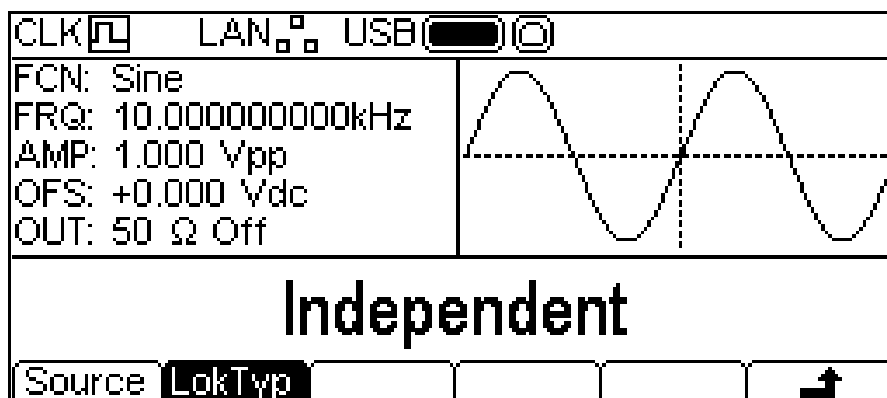 CLK LAN USB
FCN: Sine
FRQ: 10.000000000kHz
AMP: 1.000 Vpp
OFS: +0.000 Vdc
OUT: 50 Ω Off
Independent
Source LokTyp